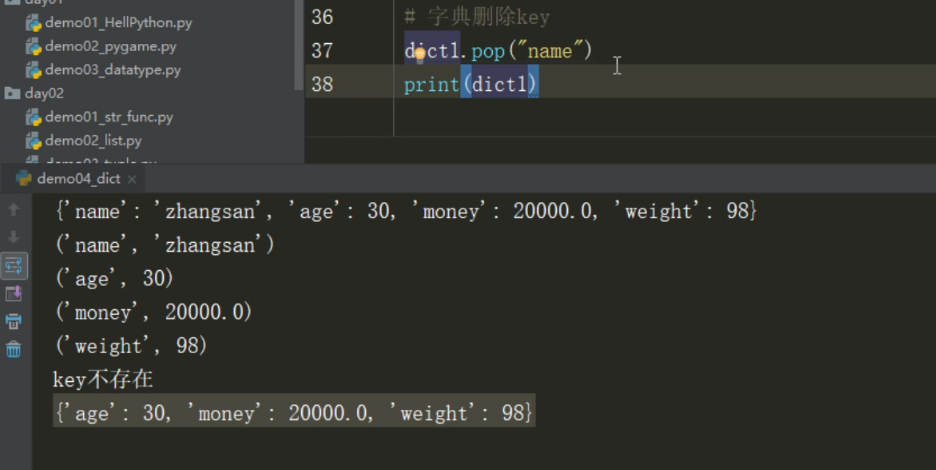 demo01_HellPython.py
demo02_pygame.py
demo03_datatype.py
day02
demo01_str_func.py
demo02_list.py
36 # 字典删除key
37 dict1.pop("name")
38 print(dict1)
demo04_dict ×
{'name': 'zhangsan', 'age': 30, 'money': 20000.0, 'weight': 98}
('name', 'zhangsan')
('age', 30)
('money', 20000.0)
('weight', 98)
key不存在
{'age': 30, 'money': 20000.0, 'weight': 98}